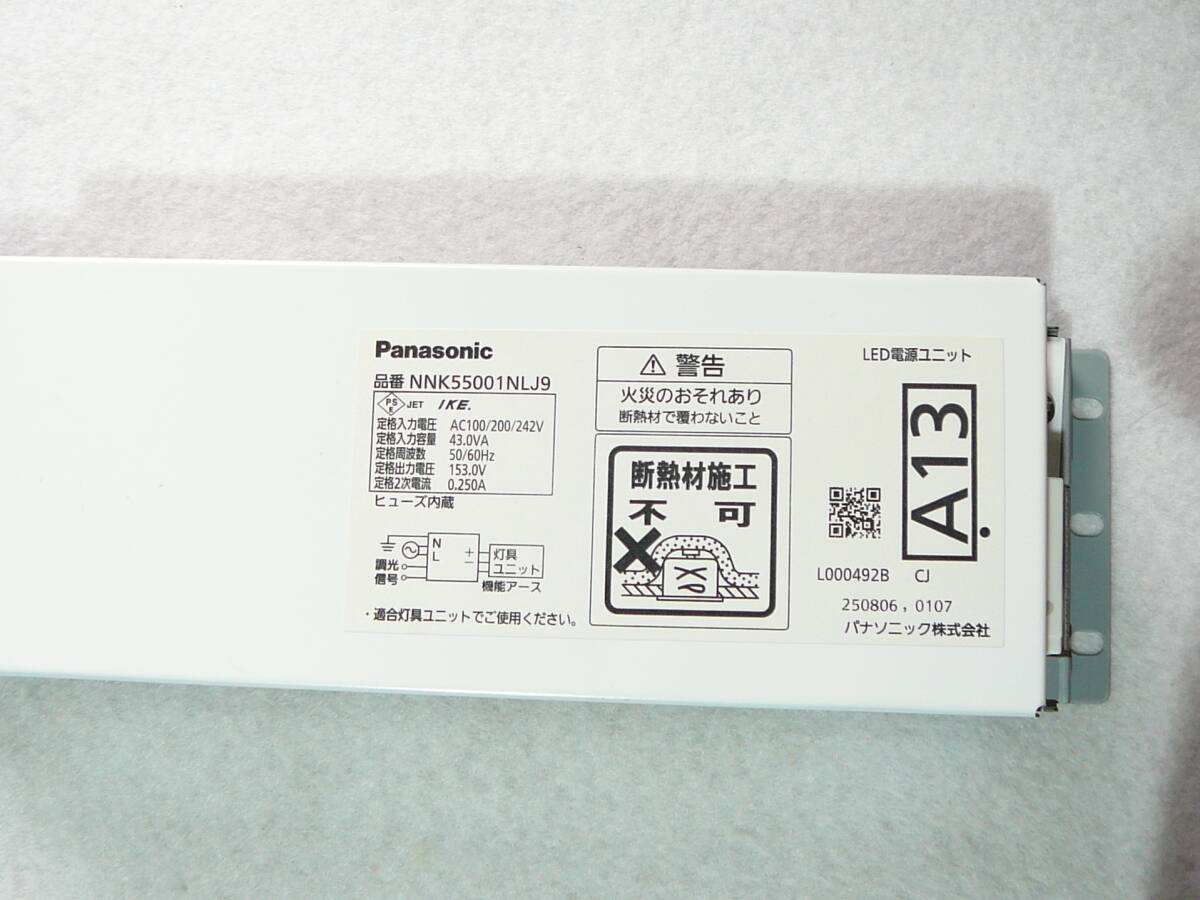 Panasonic
品番 NNK55001NLJ9
PS E JET IKE.
定格入力電圧 AC100/200/242V
定格入力容量 43.0VA
定格周波数 50/60Hz
定格出力電圧 153.0V
定格2次電流 0.250A
ヒューズ内蔵
N
L
+
−
灯具
ユニット
調光
信号
機能アース
・適合灯具ユニットでご使用ください。
⚠ 警告
火災のおそれあり
断熱材で覆わないこと
断熱材施工
不 可
LED電源ユニット
A13
L000492B CJ
250806 , 0107
パナソニック株式会社